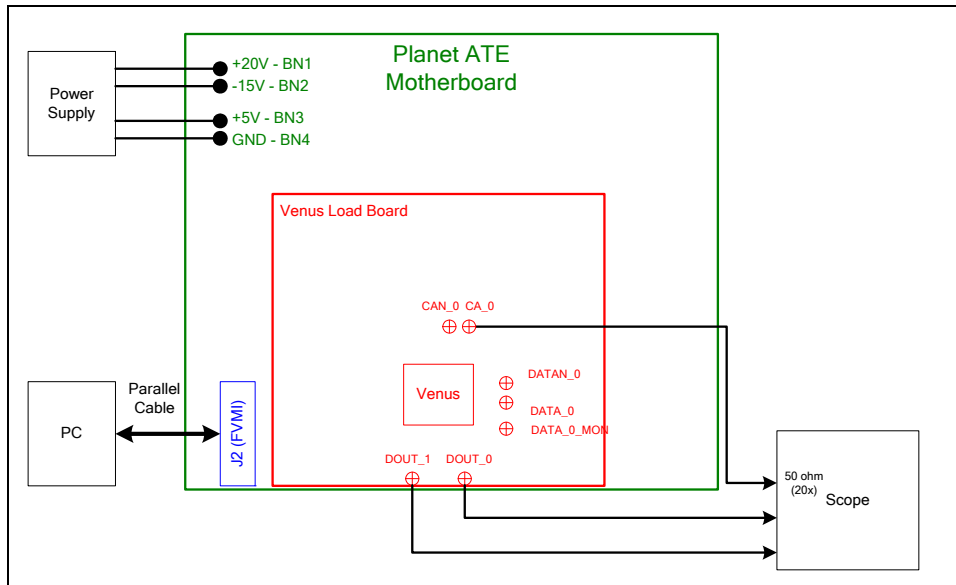 Planet ATE
Motherboard
Power
Supply
+20V - BN1
-15V - BN2
+5V - BN3
GND - BN4
Venus Load Board
CAN_0 CA_0
DATAN_0
Venus
DATA_0
DATA_0_MON
Parallel
Cable
PC
J2 (FVMI)
DOUT_1 DOUT_0
50 ohm
(20x)
Scope